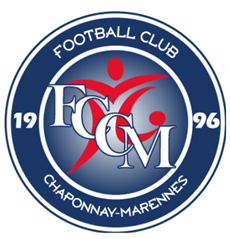 FOOTBALL CLUB
19 96
FCCM
CHAPONNAY-MARENNES